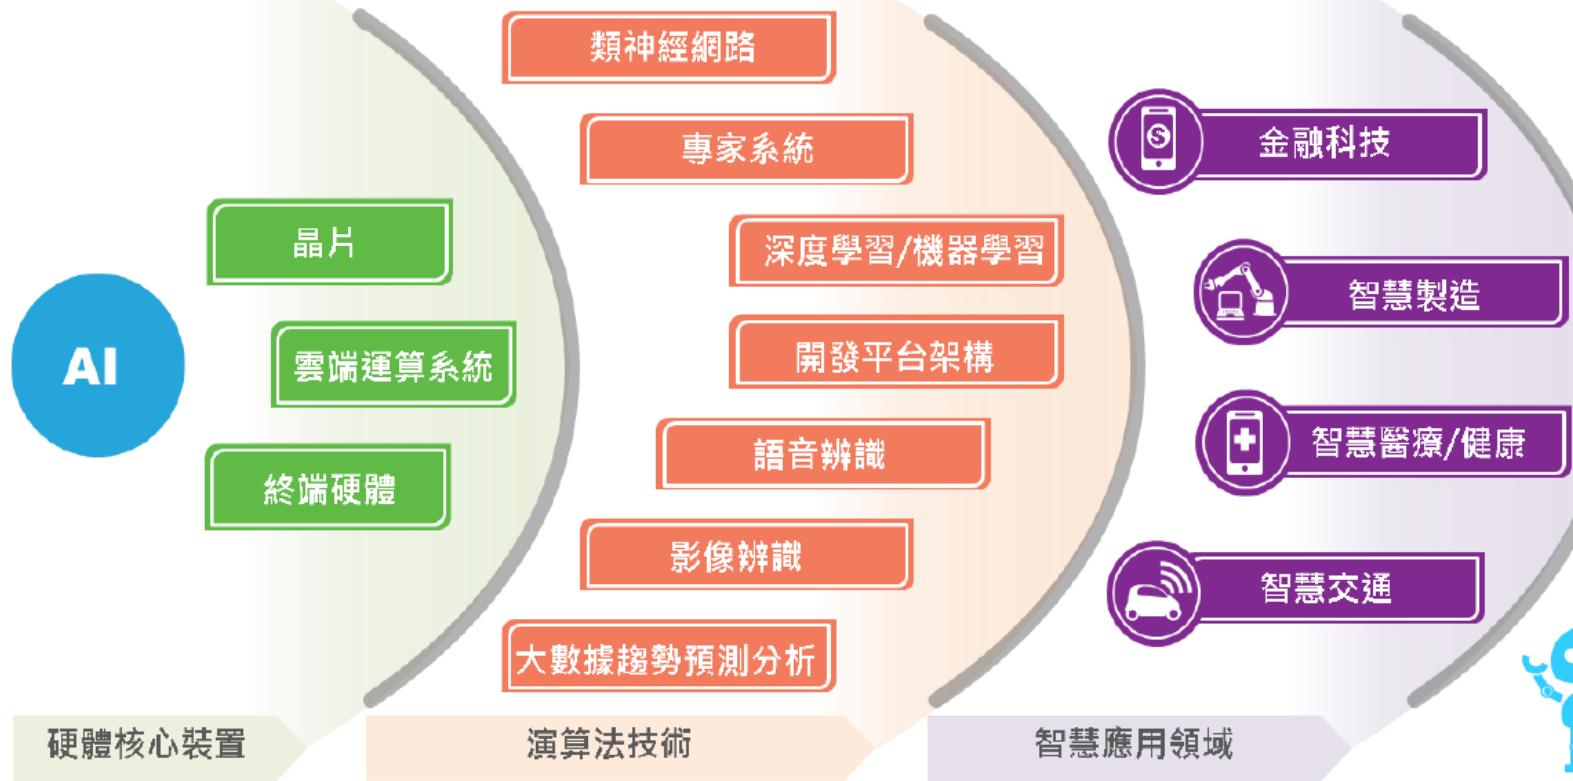 AI
晶片
雲端運算系統
終端硬體
硬體核心裝置
類神經網路
專家系統
深度學習/機器學習
開發平台架構
語音辨識
影像辨識
大數據趨勢預測分析
演算法技術
金融科技
智慧製造
智慧醫療/健康
智慧交通
智慧應用領域